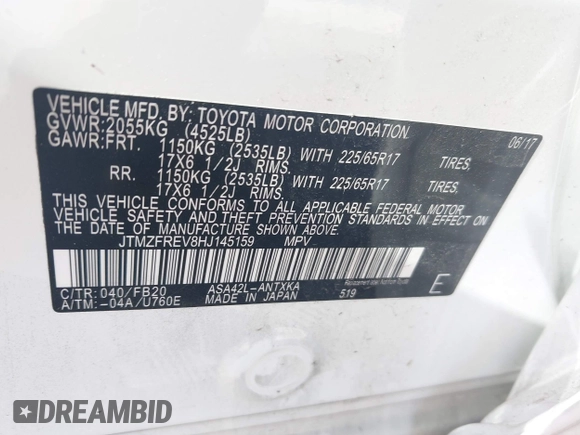 VEHICLE MFD. BY: TOYOTA MOTOR CORPORATION.
GVWR:2055KG (4525LB) 06/17
GAWR:FRT. 1150KG (2535LB) WITH 225/65R17 TIRES,
17X6 1/2J RIMS.
RR. 1150KG (2535LB) WITH 225/65R17 TIRES,
17X6 1/2J RIMS.
THIS VEHICLE CONFORMS TO ALL APPLICABLE FEDERAL MOTOR
VEHICLE SAFETY AND THEFT PREVENTION STANDARDS IN EFFECT ON
THE DATE OF MANUFACTURE SHOWN ABOVE.
JTMZFREV8HJ145159 MPV
C/TR: 040/FB20 ASA42L-ANTXKA
A/TM: -04A/U760E MADE IN JAPAN 519
E
DREAMBID